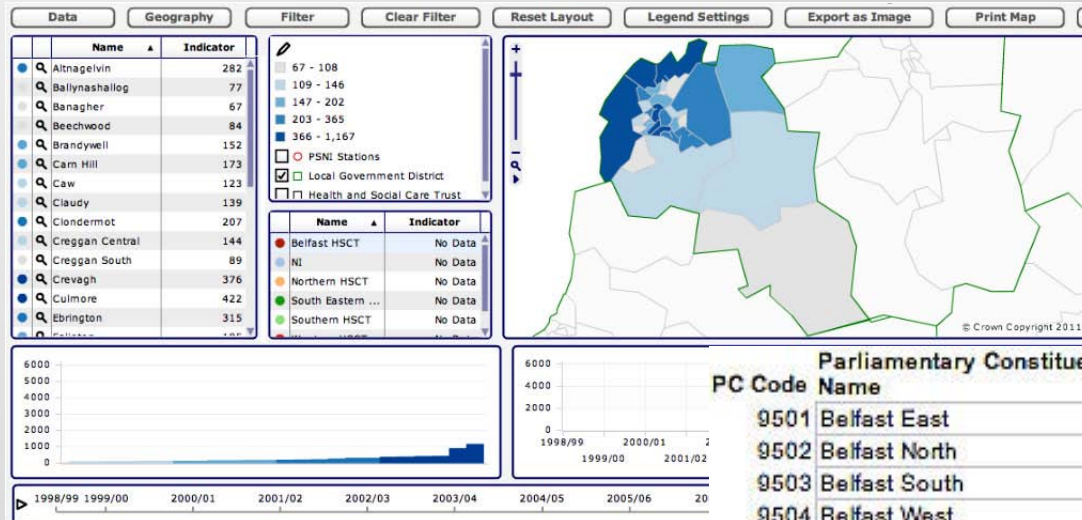 Data Geography Filter Clear Filter Reset Layout Legend Settings Export as Image Print Map
Name Indicator
Altnagelvin 282
Ballynashallog 77
Banagher 67
Beechwood 84
Brandywell 152
Carn Hill 173
Caw 123
Claudy 139
Clondermot 207
Creggan Central 144
Creggan South 89
Crevagh 376
Culmore 422
Ebrington 315
67 - 108
109 - 146
147 - 202
203 - 365
366 - 1,167
PSNI Stations
Local Government District
Health and Social Care Trust
Name Indicator
Belfast HSCT No Data
NI No Data
Northern HSCT No Data
South Eastern ... No Data
Southern HSCT No Data
© Crown Copyright 2011
6000
5000
4000
3000
2000
1000
0
6000
4000
2000
0
1998/99 2000/01 2
1999/00 2001/02
Parliamentary Constitue
PC Code Name
9501 Belfast East
9502 Belfast North
9503 Belfast South
9504 Belfast West
1998/99 1999/00 2000/01 2001/02 2002/03 2003/04 2004/05 2005/06 20